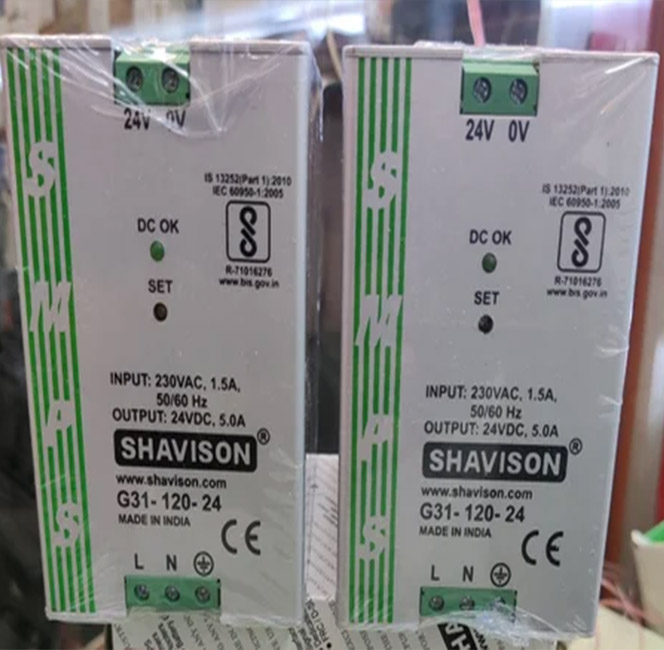 24V 0V
IS 13252(Part 1):2010
IEC 60950-1:2005
DC OK
R-71016276
www.bis.gov.in
SET
INPUT: 230VAC, 1.5A,
50/60 Hz
OUTPUT: 24VDC, 5.0A
SHAVISON®
www.shavison.com
G31-120-24
MADE IN INDIA
CE
L N
SMPS
24V 0V
IS 13252(Part 1):2010
IEC 60950-1:2005
DC OK
R-71016276
www.bis.gov.in
SET
INPUT: 230VAC, 1.5A,
50/60 Hz
OUTPUT: 24VDC, 5.0A
SHAVISON®
www.shavison.com
G31-120-24
MADE IN INDIA
CE
L N
SMPS